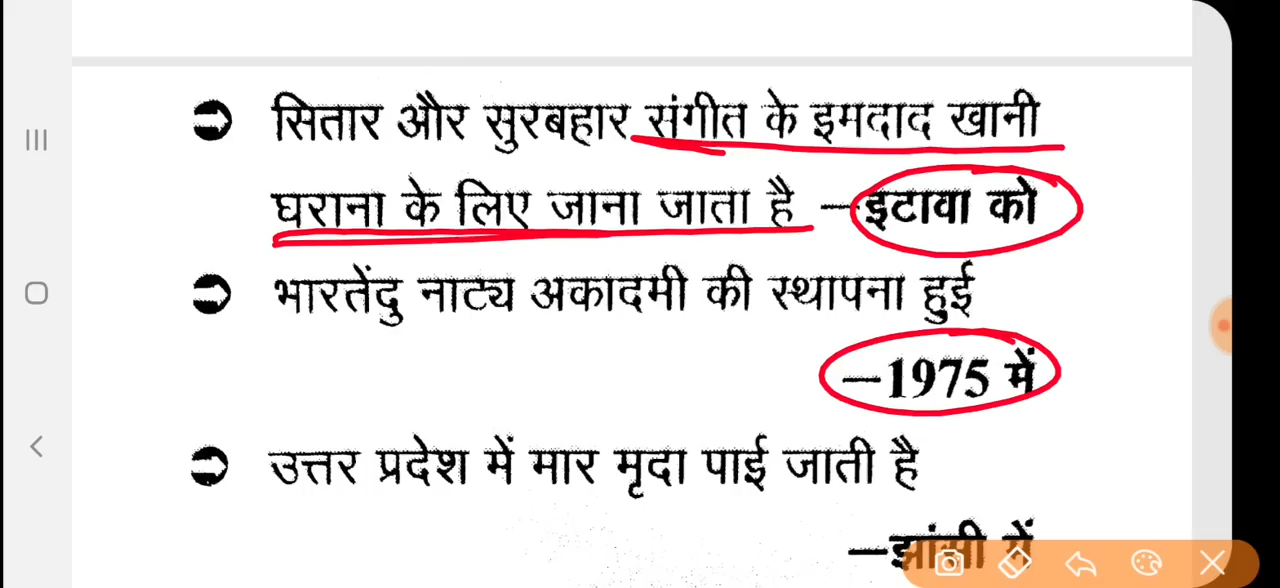 सितार और सुरबहार संगीत के इमदाद खानी
घराना के लिए जाना जाता है –इटावा को
भारतेंदु नाट्य अकादमी की स्थापना हुई
–1975 में
उत्तर प्रदेश में मार मृदा पाई जाती है
–झांसी में